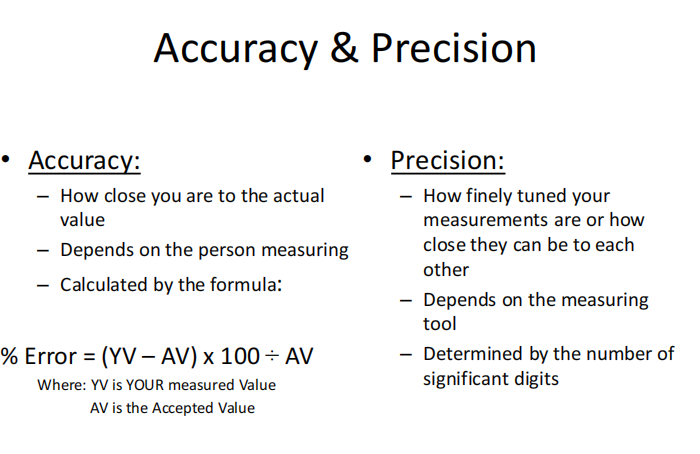 Accuracy & Precision
• Accuracy:
– How close you are to the actual
value
– Depends on the person measuring
– Calculated by the formula:
% Error = (YV – AV) x 100 ÷ AV
Where: YV is YOUR measured Value
AV is the Accepted Value
• Precision:
– How finely tuned your
measurements are or how
close they can be to each
other
– Depends on the measuring
tool
– Determined by the number of
significant digits